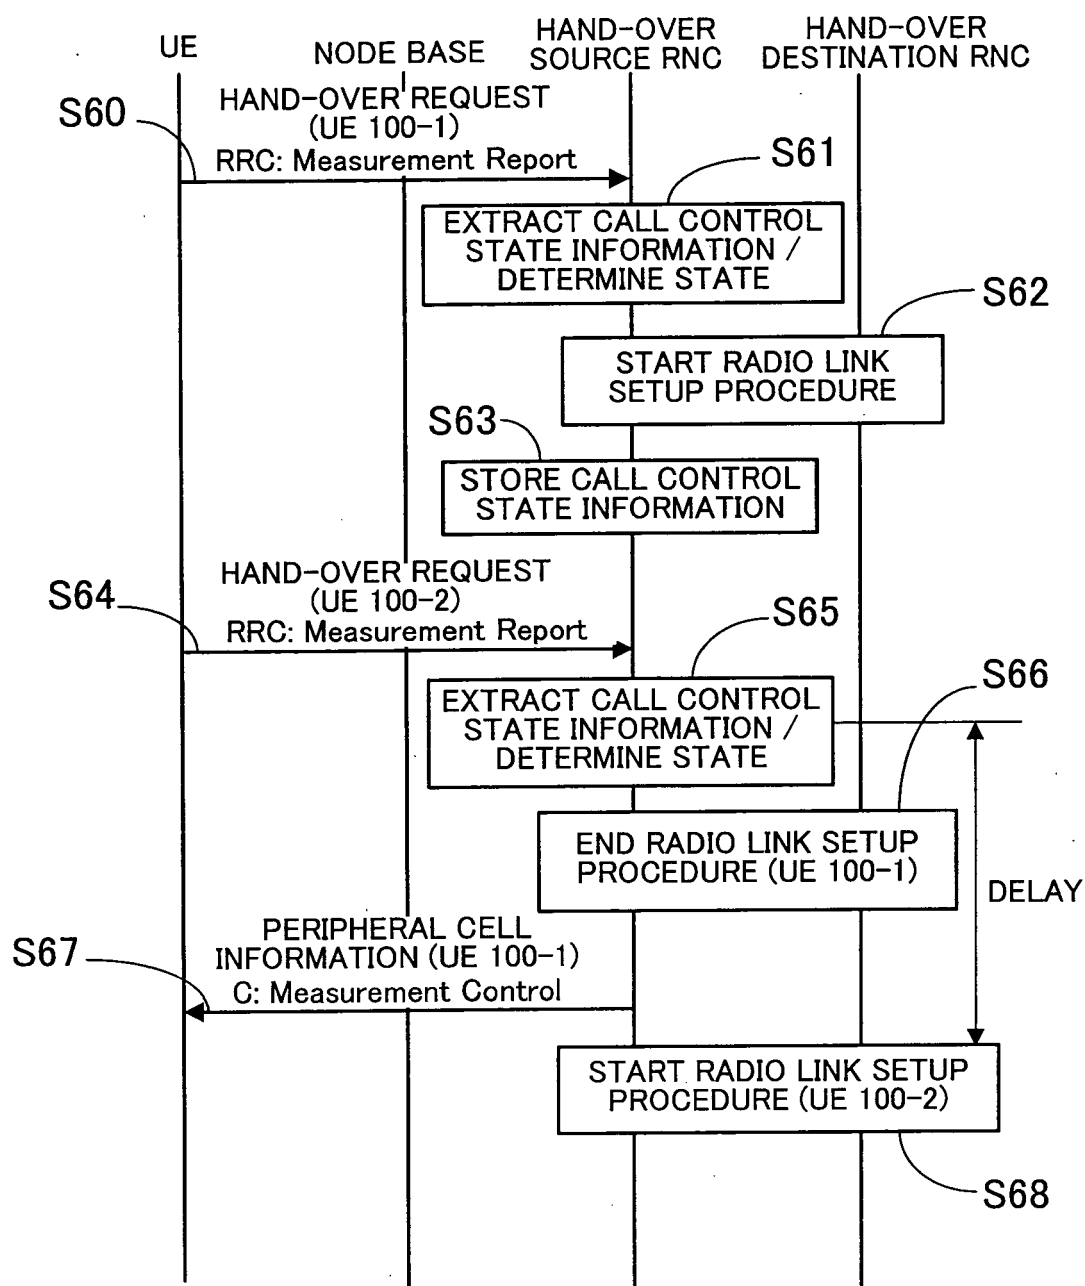 UE
NODE BASE
HAND-OVER
SOURCE RNC
HAND-OVER
DESTINATION RNC
S60
HAND-OVER REQUEST
(UE 100-1)
RRC: Measurement Report
S61
EXTRACT CALL CONTROL
STATE INFORMATION /
DETERMINE STATE
S62
START RADIO LINK
SETUP PROCEDURE
S63
STORE CALL CONTROL
STATE INFORMATION
S64
HAND-OVER REQUEST
(UE 100-2)
RRC: Measurement Report
S65
EXTRACT CALL CONTROL
STATE INFORMATION /
DETERMINE STATE
S66
END RADIO LINK SETUP
PROCEDURE (UE 100-1)
DELAY
S67
PERIPHERAL CELL
INFORMATION (UE 100-1)
C: Measurement Control
START RADIO LINK SETUP
PROCEDURE (UE 100-2)
S68